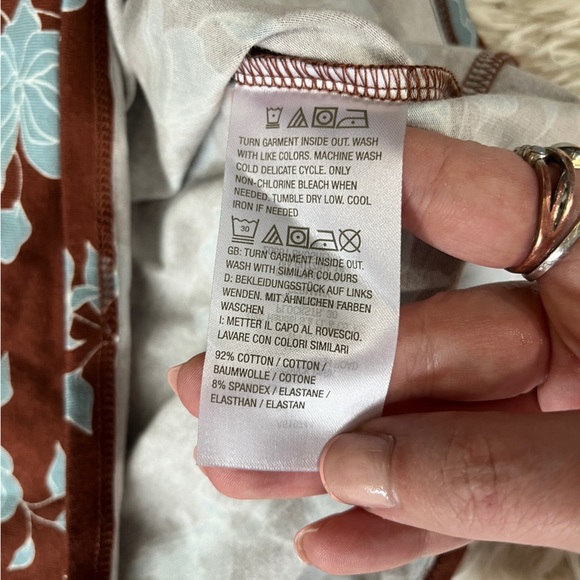 TURN GARMENT INSIDE OUT. WASH
WITH LIKE COLORS. MACHINE WASH
COLD DELICATE CYCLE. ONLY
NON-CHLORINE BLEACH WHEN
NEEDED. TUMBLE DRY LOW. COOL
IRON IF NEEDED
30
GB: TURN GARMENT INSIDE OUT.
WASH WITH SIMILAR COLOURS
D: BEKLEIDUNGSSTÜCK AUF LINKS
WENDEN. MIT ÄHNLICHEN FARBEN
WASCHEN
I: METTER IL CAPO AL ROVESCIO.
LAVARE CON COLORI SIMILARI
92% COTTON / COTTON /
BAUMWOLLE / COTONE
8% SPANDEX / ELASTANE /
ELASTHAN / ELASTAN